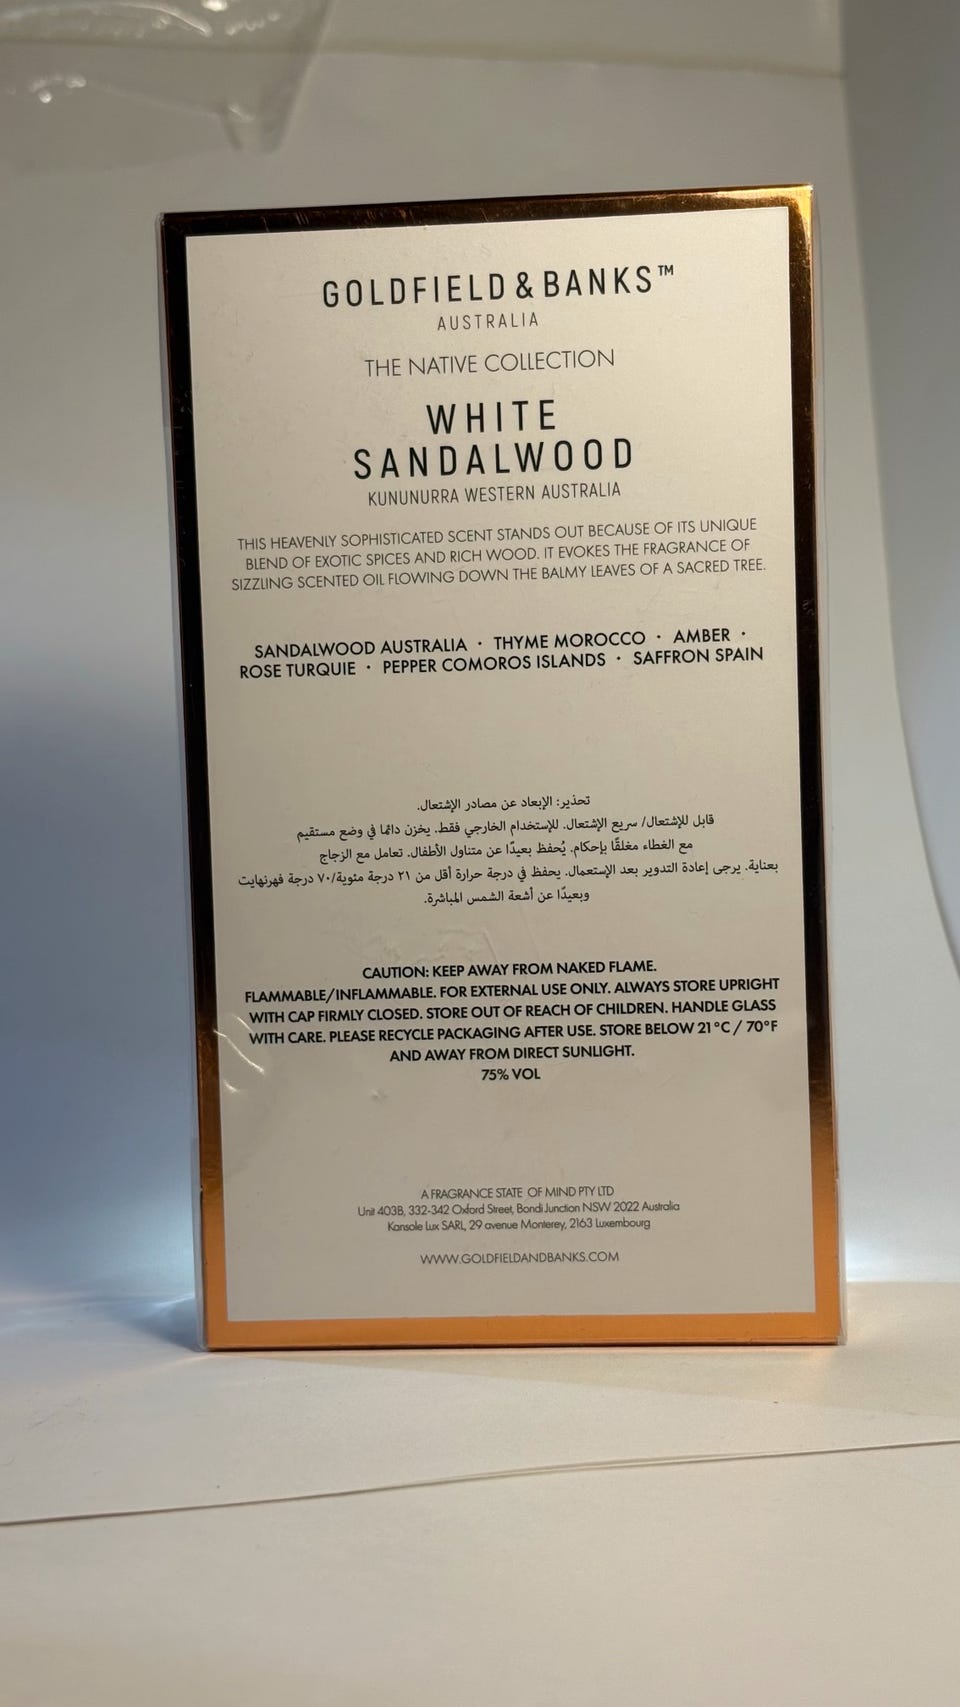 GOLDFIELD & BANKS™
AUSTRALIA
THE NATIVE COLLECTION
WHITE
SANDALWOOD
KUNUNURRA WESTERN AUSTRALIA
THIS HEAVENLY SOPHISTICATED SCENT STANDS OUT BECAUSE OF ITS UNIQUE
BLEND OF EXOTIC SPICES AND RICH WOOD. IT EVOKES THE FRAGRANCE OF
SIZZLING SCENTED OIL FLOWING DOWN THE BALMY LEAVES OF A SACRED TREE.
SANDALWOOD AUSTRALIA · THYME MOROCCO · AMBER ·
ROSE TURQUIE · PEPPER COMOROS ISLANDS · SAFFRON SPAIN
تحذير: الإبعاد عن مصادر الإشتعال.
قابل للإشتعال/ سريع الإشتعال. للإستخدام الخارجي فقط. يخزن دائمًا في وضع مستقيم
مع الغطاء مغلقًا بإحكام. يُحفظ بعيدًا عن متناول الأطفال. تعامل مع الزجاج
بعناية. يرجى إعادة التدوير بعد الإستعمال. يحفظ في درجة حرارة أقل من ٢١ درجة مئوية/٧٠ درجة فهرنهايت
وبعيدًا عن أشعة الشمس المباشرة.
CAUTION: KEEP AWAY FROM NAKED FLAME.
FLAMMABLE/INFLAMMABLE. FOR EXTERNAL USE ONLY. ALWAYS STORE UPRIGHT
WITH CAP FIRMLY CLOSED. STORE OUT OF REACH OF CHILDREN. HANDLE GLASS
WITH CARE. PLEASE RECYCLE PACKAGING AFTER USE. STORE BELOW 21°C / 70°F
AND AWAY FROM DIRECT SUNLIGHT.
75% VOL
A FRAGRANCE STATE OF MIND PTY LTD
Unit 403B, 332-342 Oxford Street, Bondi Junction NSW 2022 Australia
Kansole Lux SARL, 29 avenue Monterey, 2163 Luxembourg
WWW.GOLDFIELDANDBANKS.COM